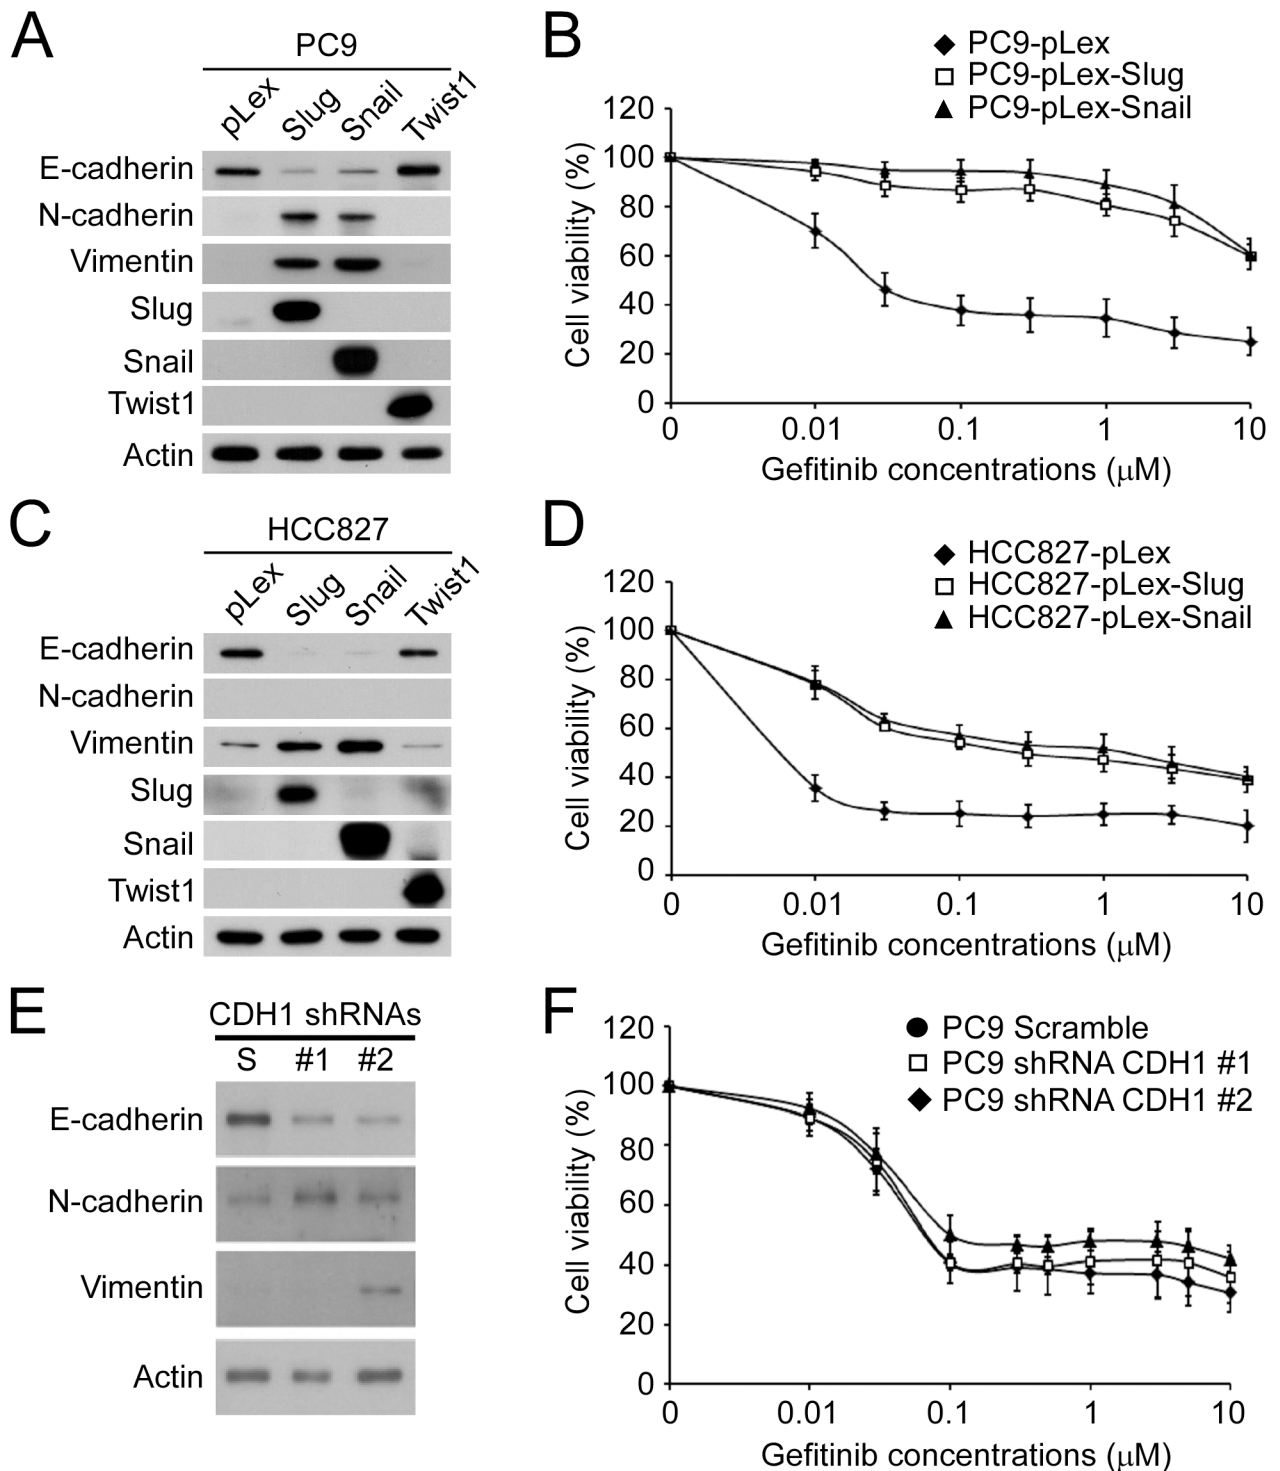 A
PC9
pLex
Slug
Snail
Twist1
E-cadherin
N-cadherin
Vimentin
Slug
Snail
Twist1
Actin
B
PC9-pLex
PC9-pLex-Slug
PC9-pLex-Snail
Cell viability (%)
120
100
80
60
40
20
0
0 0.01 0.1 1 10
Gefitinib concentrations (μM)
C
HCC827
pLex
Slug
Snail
Twist1
E-cadherin
N-cadherin
Vimentin
Slug
Snail
Twist1
Actin
D
HCC827-pLex
HCC827-pLex-Slug
HCC827-pLex-Snail
Cell viability (%)
120
100
80
60
40
20
0
0 0.01 0.1 1 10
Gefitinib concentrations (μM)
E
CDH1 shRNAs
S #1 #2
E-cadherin
N-cadherin
Vimentin
Actin
F
PC9 Scramble
PC9 shRNA CDH1 #1
PC9 shRNA CDH1 #2
Cell viability (%)
120
100
80
60
40
20
0
0 0.01 0.1 1 10
Gefitinib concentrations (μM)